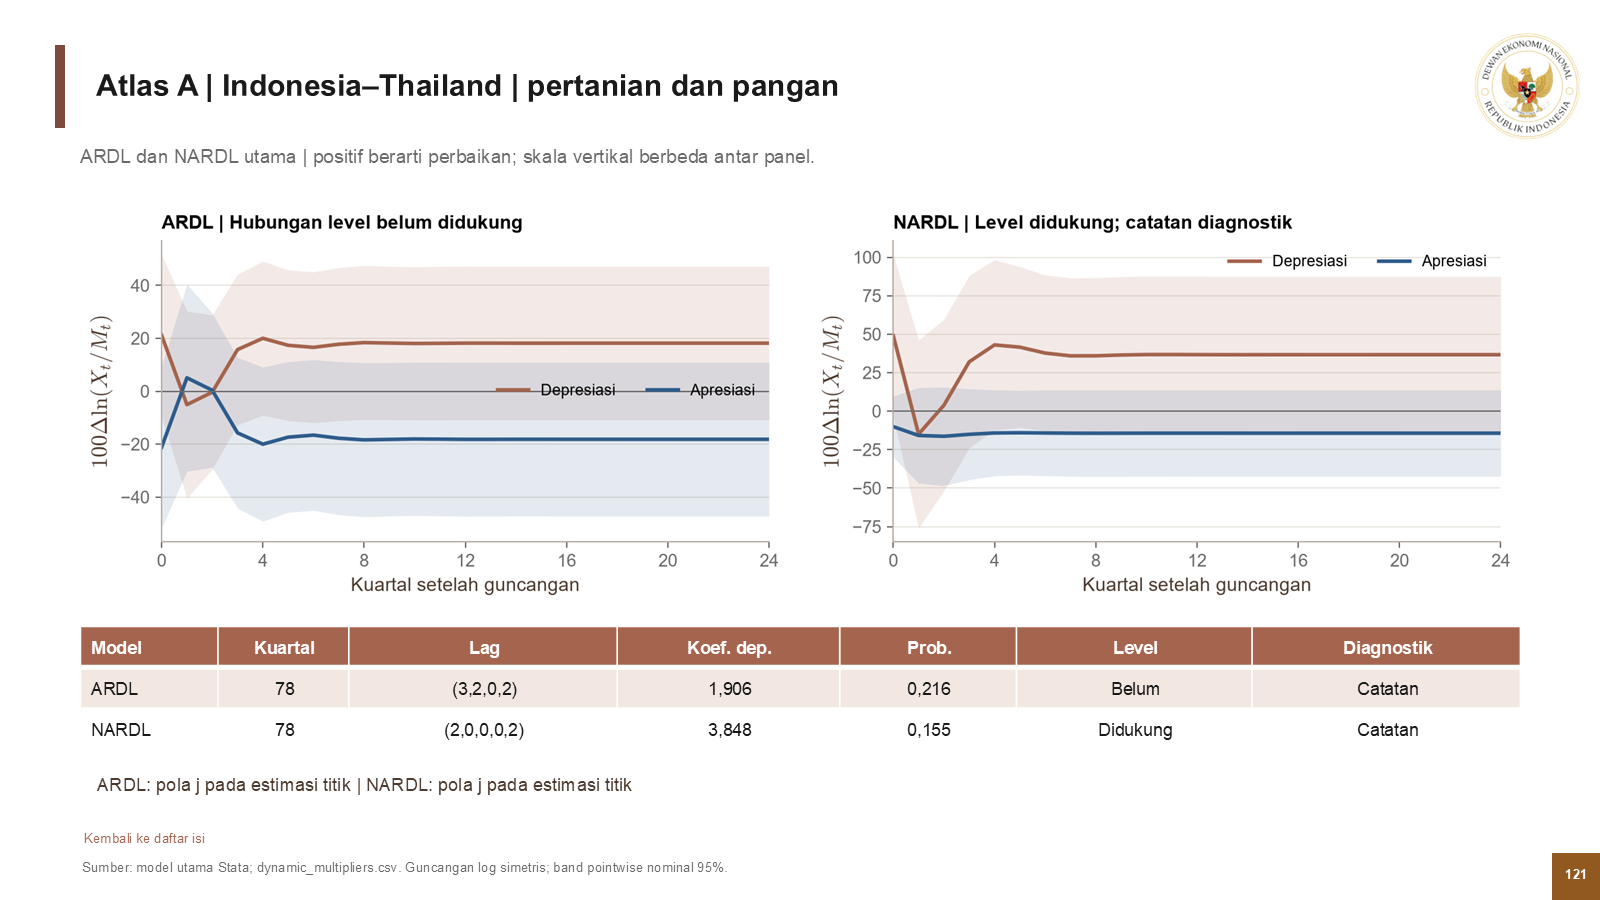 Atlas A | Indonesia–Thailand | pertanian dan pangan
DEWAN EKONOMI NASIONAL
REPUBLIK INDONESIA
ARDL dan NARDL utama | positif berarti perbaikan; skala vertikal berbeda antar panel.
ARDL | Hubungan level belum didukung
100Δln(Xₜ/Mₜ)
40
20
0
−20
−40
Depresiasi Apresiasi
0 4 8 12 16 20 24
Kuartal setelah guncangan
NARDL | Level didukung; catatan diagnostik
100Δln(Xₜ/Mₜ)
100
75
50
25
0
−25
−50
−75
Depresiasi Apresiasi
0 4 8 12 16 20 24
Kuartal setelah guncangan
Model Kuartal Lag Koef. dep. Prob. Level Diagnostik
ARDL 78 (3,2,0,2) 1,906 0,216 Belum Catatan
NARDL 78 (2,0,0,0,2) 3,848 0,155 Didukung Catatan
ARDL: pola j pada estimasi titik | NARDL: pola j pada estimasi titik
Kembali ke daftar isi
Sumber: model utama Stata; dynamic_multipliers.csv. Guncangan log simetris; band pointwise nominal 95%.
121